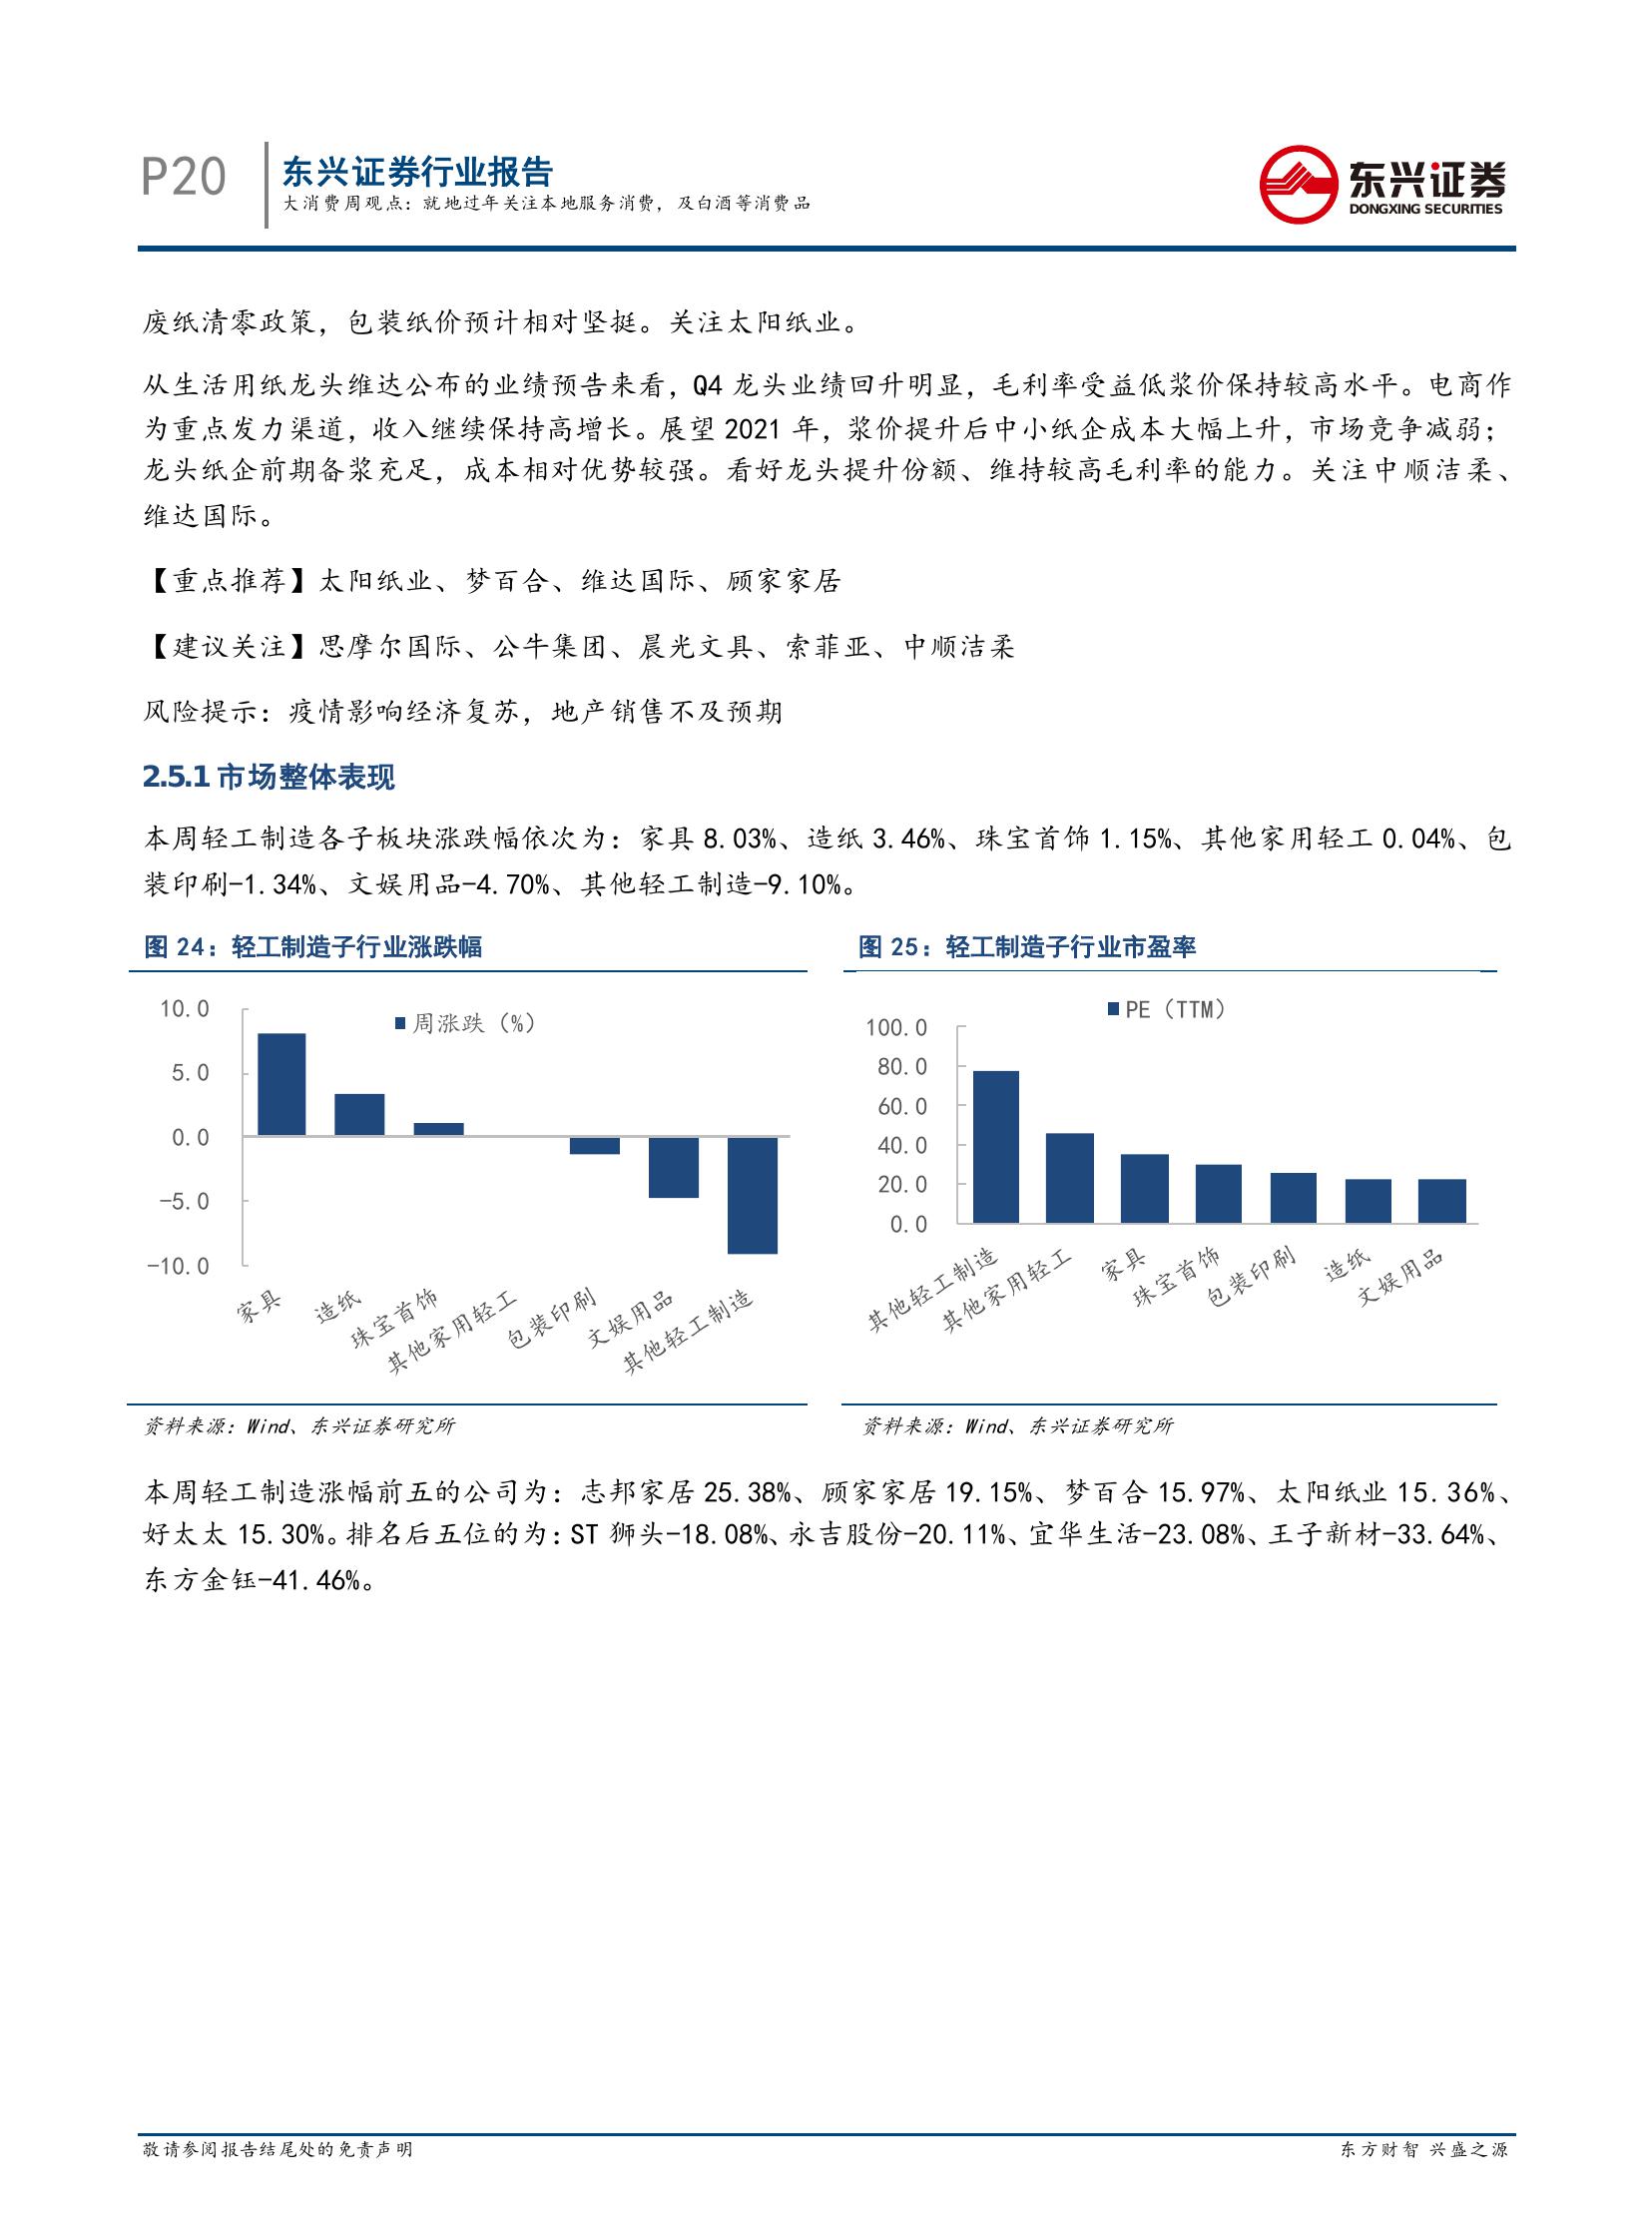 P20
东兴证券行业报告
大消费周观点：就地过年关注本地服务消费，及白酒等消费品
东兴证券
DONGXING SECURITIES
废纸清零政策，包装纸价预计相对坚挺。关注太阳纸业。
从生活用纸龙头维达公布的业绩预告来看，Q4 龙头业绩回升明显，毛利率受益低浆价保持较高水平。电商作
为重点发力渠道，收入继续保持高增长。展望 2021 年，浆价提升后中小纸企成本大幅上升，市场竞争减弱；
龙头纸企前期备浆充足，成本相对优势较强。看好龙头提升份额、维持较高毛利率的能力。关注中顺洁柔、
维达国际。
【重点推荐】太阳纸业、梦百合、维达国际、顾家家居
【建议关注】思摩尔国际、公牛集团、晨光文具、索菲亚、中顺洁柔
风险提示：疫情影响经济复苏，地产销售不及预期
2.5.1 市场整体表现
本周轻工制造各子板块涨跌幅依次为：家具 8.03%、造纸 3.46%、珠宝首饰 1.15%、其他家用轻工 0.04%、包
装印刷-1.34%、文娱用品-4.70%、其他轻工制造-9.10%。
图 24：轻工制造子行业涨跌幅
周涨跌（%）
10.0
5.0
0.0
-5.0
-10.0
家具
造纸
珠宝首饰
其他家用轻工
包装印刷
文娱用品
其他轻工制造
资料来源：Wind、东兴证券研究所
图 25：轻工制造子行业市盈率
PE（TTM）
100.0
80.0
60.0
40.0
20.0
0.0
其他轻工制造
其他家用轻工
家具
珠宝首饰
包装印刷
造纸
文娱用品
资料来源：Wind、东兴证券研究所
本周轻工制造涨幅前五的公司为：志邦家居 25.38%、顾家家居 19.15%、梦百合 15.97%、太阳纸业 15.36%、
好太太 15.30%。排名后五位的为：ST 狮头-18.08%、永吉股份-20.11%、宜华生活-23.08%、王子新材-33.64%、
东方金钰-41.46%。
敬请参阅报告结尾处的免责声明
东方财智 兴盛之源